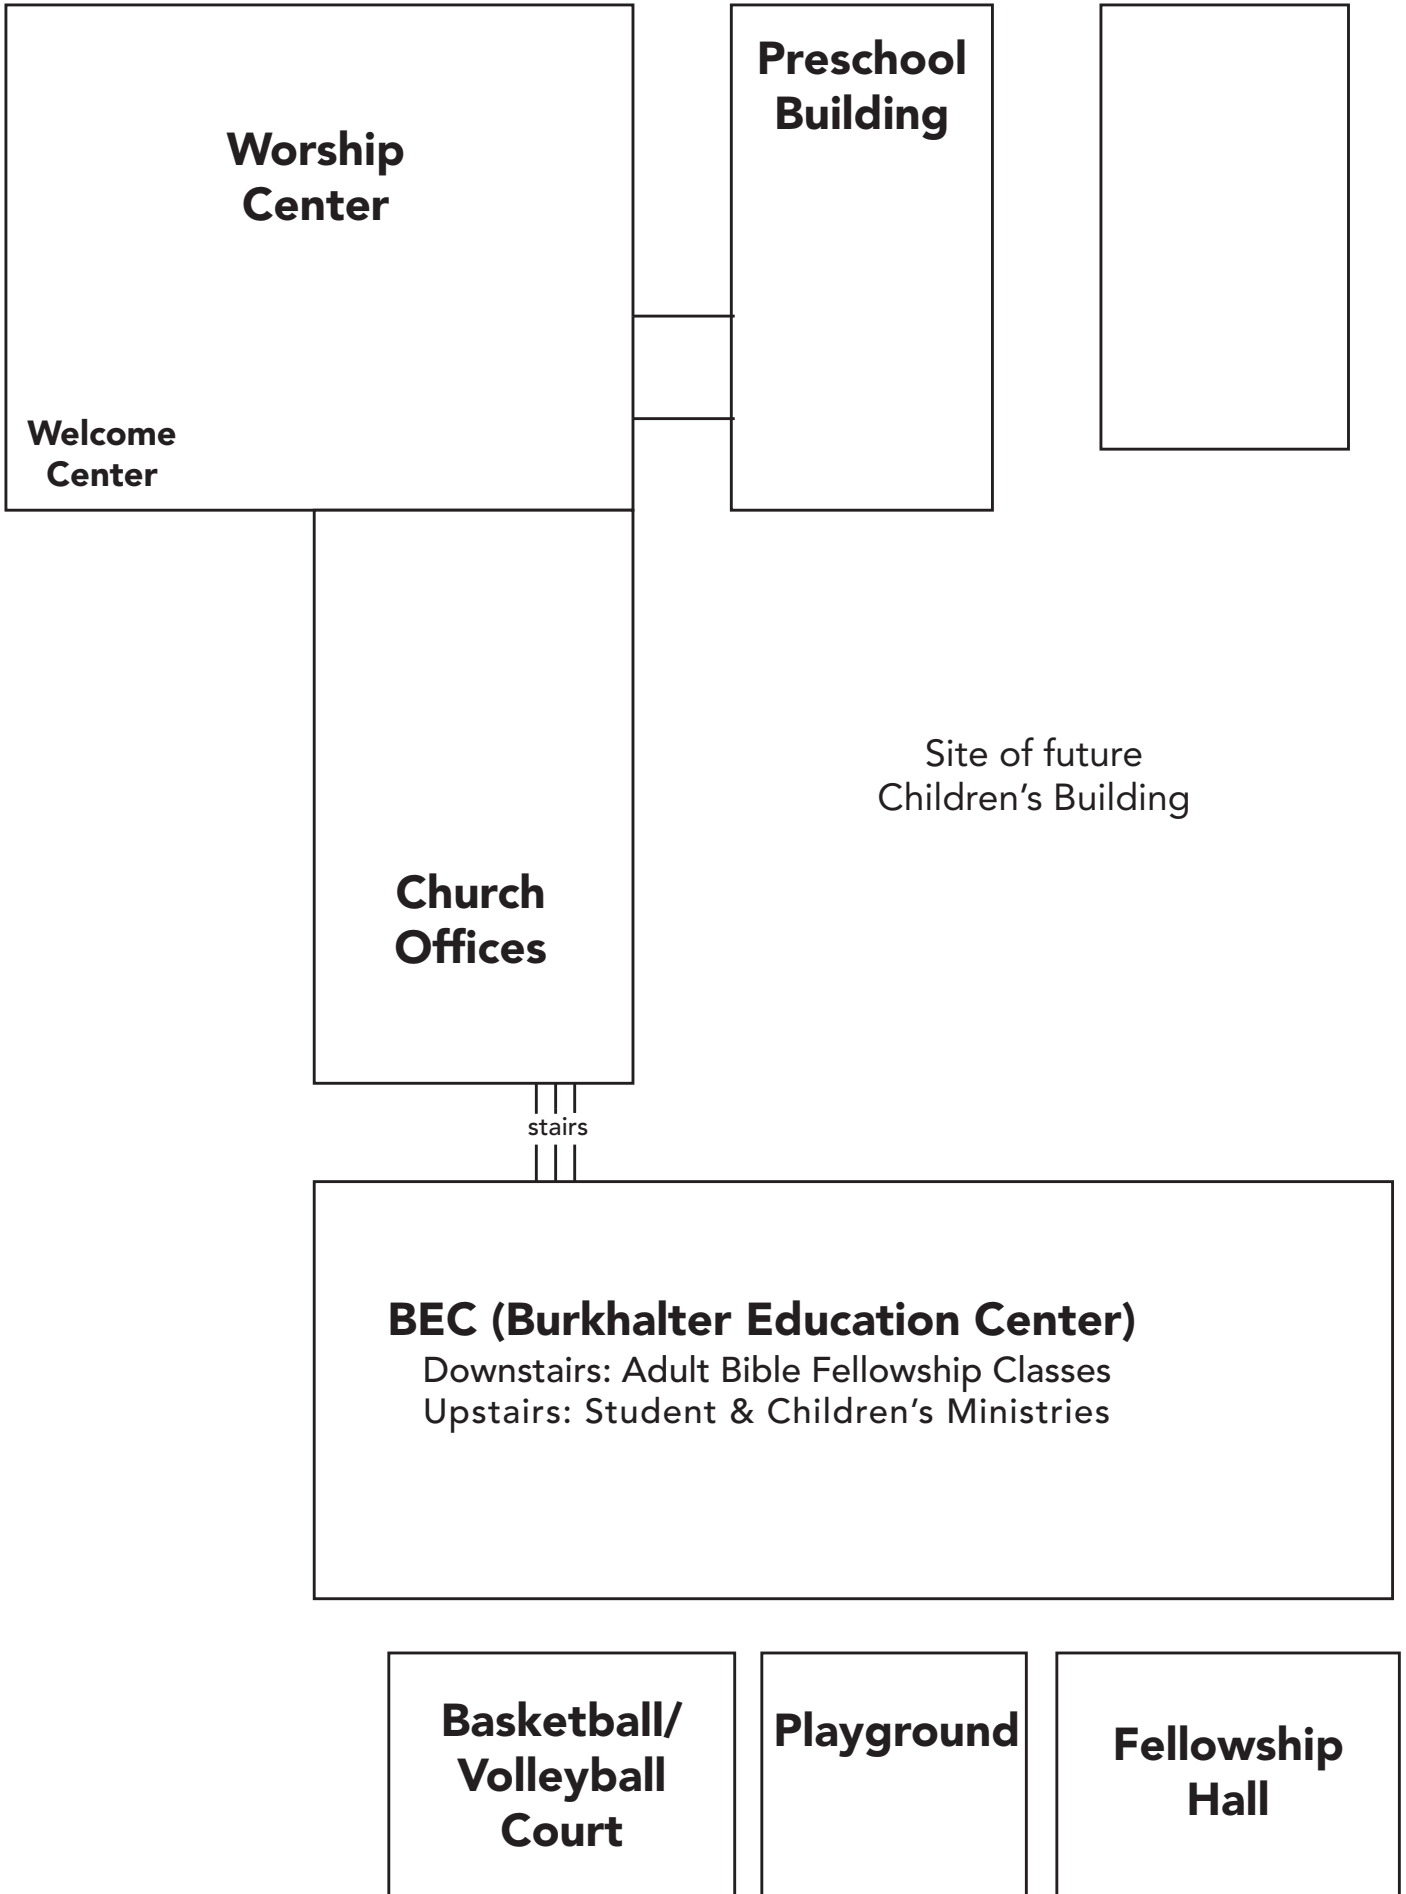 Preschool
Building
Worship
Center
Welcome
Center
Site of future
Children’s Building
Church
Offices
stairs
BEC (Burkhalter Education Center)
Downstairs: Adult Bible Fellowship Classes
Upstairs: Student & Children’s Ministries
Basketball/
Volleyball
Court
Playground
Fellowship
Hall